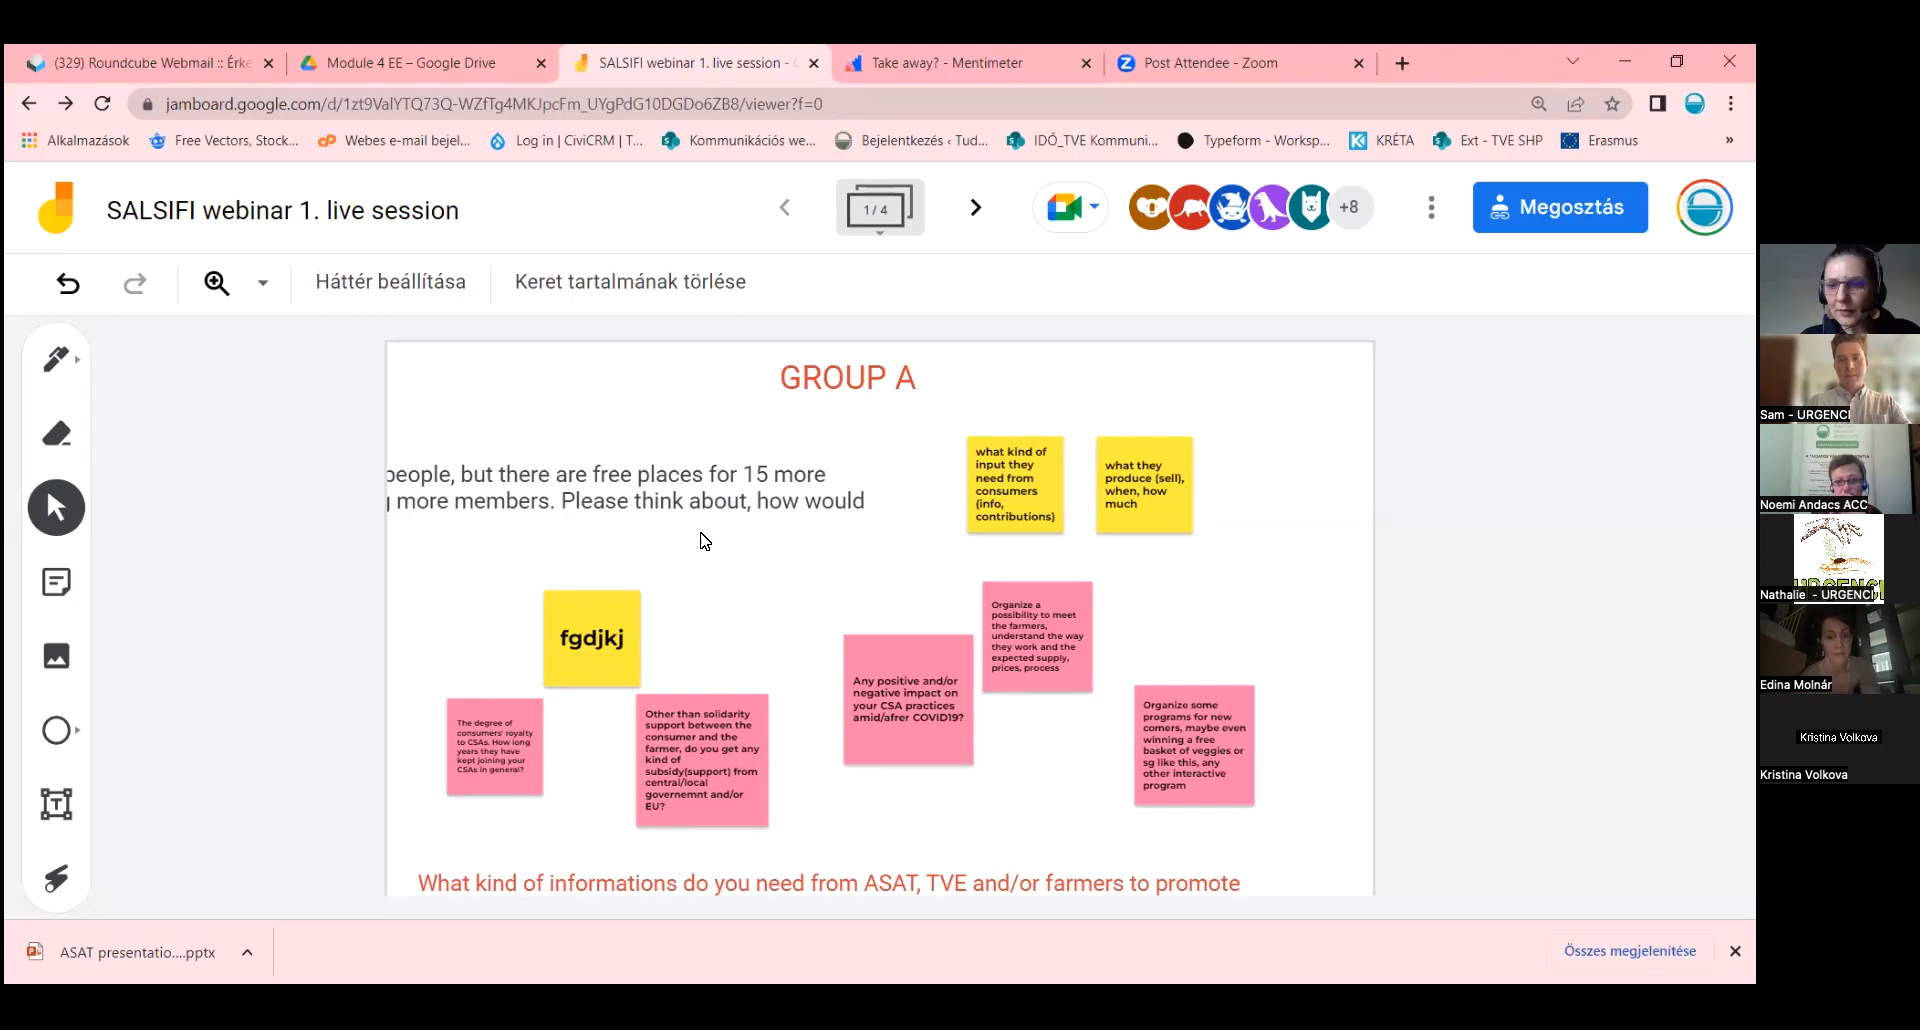 (329) Roundcube Webmail :: Érke
Module 4 EE – Google Drive
SALSIFI webinar 1. live session -
Take away? - Mentimeter
Post Attendee - Zoom
jamboard.google.com/d/1zt9ValYTQ73Q-WZfTg4MKJpcFm_UYgPdG10DGDo6ZB8/viewer?f=0
Alkalmazások
Free Vectors, Stock...
Webes e-mail bejel...
Log in | CiviCRM | T...
Kommunikációs we...
Bejelentkezés ‹ Tud...
IDŐ_TVE Kommuni...
Typeform - Worksp...
KRÉTA
Ext - TVE SHP
Erasmus
»
SALSIFI webinar 1. live session
1 / 4
+8
Megosztás
Háttér beállítása
Keret tartalmának törlése
GROUP A
people, but there are free places for 15 more
more members. Please think about, how would
what kind of
input they
need from
consumers
(info,
contributions)
what they
produce (sell),
when, how
much
fgdjkj
Organize a
possibility to meet
the farmers,
understand the way
they work and the
expected supply,
prices, process
Any positive and/or
negative impact on
your CSA practices
amid/afrer COVID19?
The degree of
consumers' royalty
to CSAs. How long
years they have
kept joining your
CSAs in general?
Other than solidarity
support between the
consumer and the
farmer, do you get any
kind of
subsidy(support) from
central/local
governemnt and/or
EU?
Organize some
programs for new
comers, maybe even
winning a free
basket of veggies or
sg like this, any
other interactive
program
What kind of informations do you need from ASAT, TVE and/or farmers to promote
ASAT presentatio....pptx
Összes megjelenítése
Sam - URGENCI
Noemi Andacs ACC
Nathalie - URGENCI
Edina Molnár
Kristina Volkova
Kristina Volkova